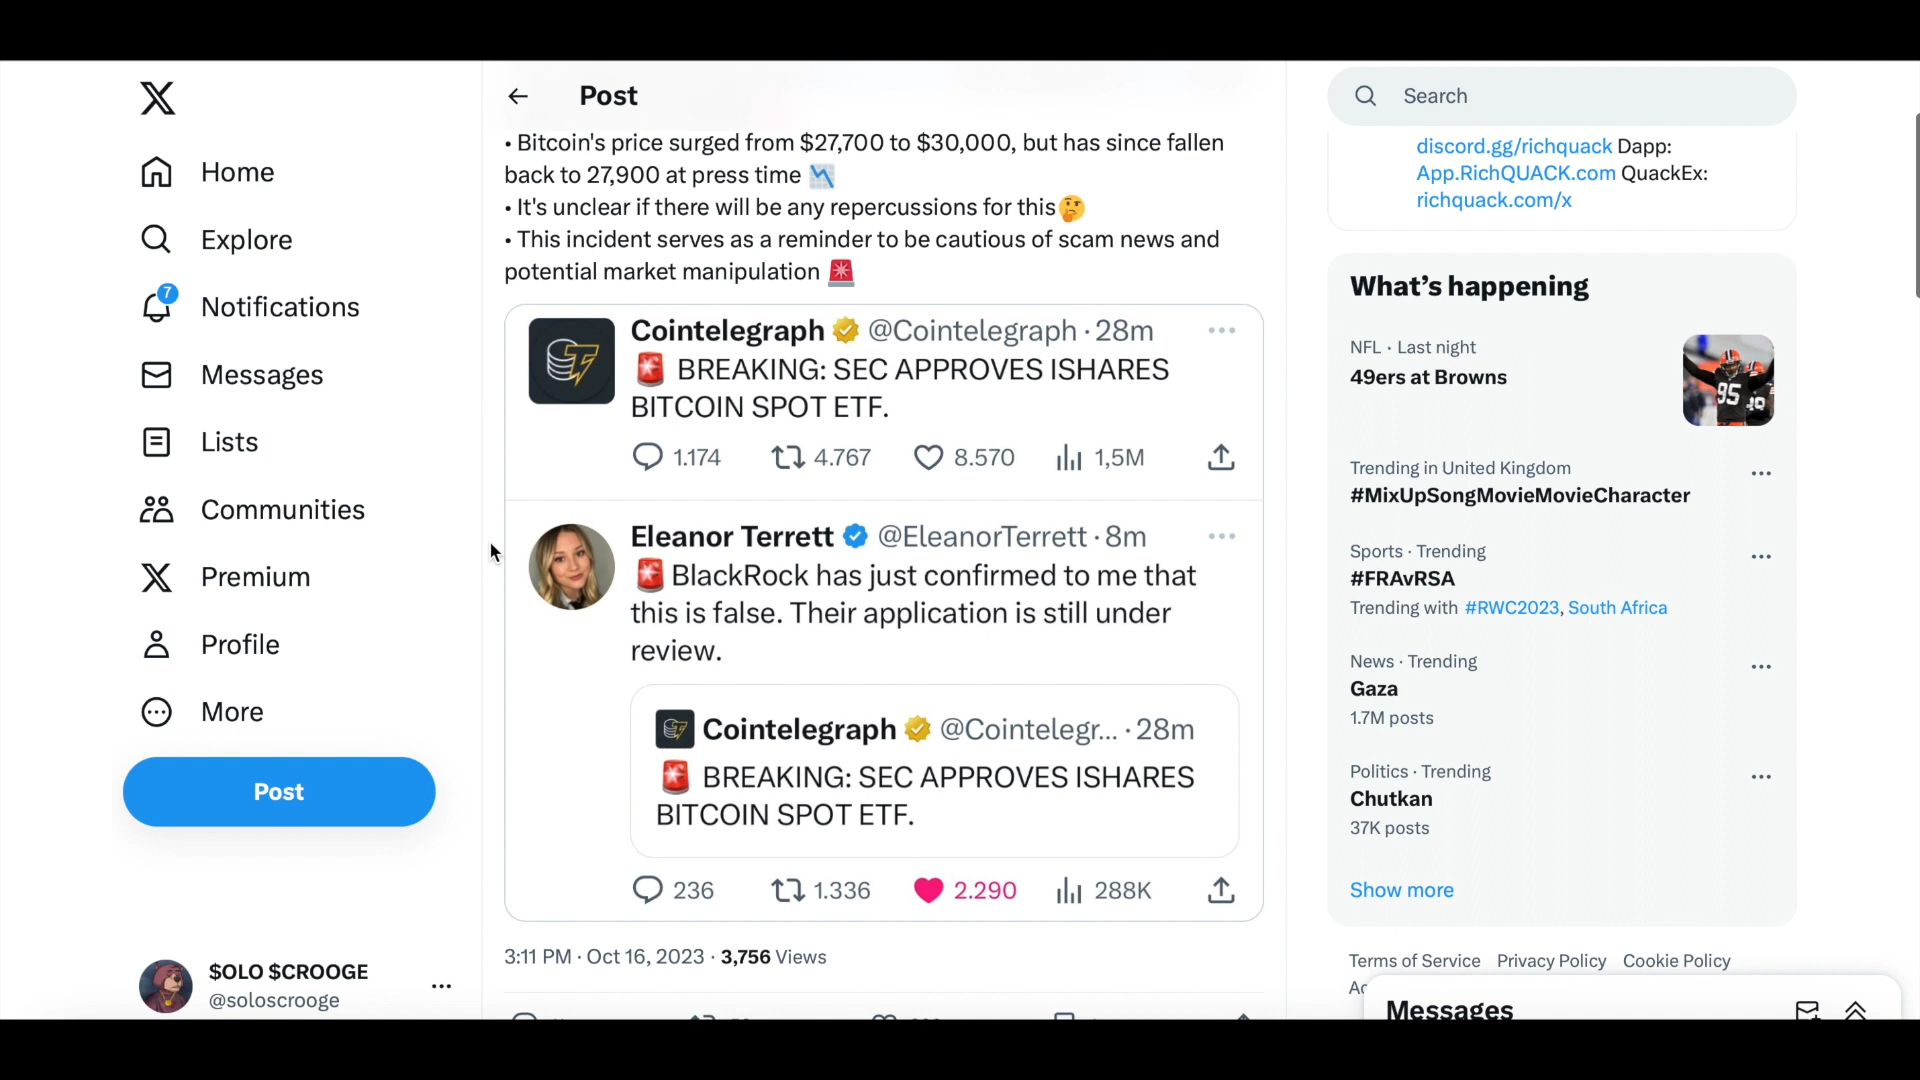 Post
Search
• Bitcoin's price surged from $27,700 to $30,000, but has since fallen
back to 27,900 at press time 📉
• It's unclear if there will be any repercussions for this🤔
• This incident serves as a reminder to be cautious of scam news and
potential market manipulation 🚨
Home
Explore
7
Notifications
Messages
Lists
Communities
Premium
Profile
More
Post
$OLO $CROOGE
@soloscrooge
Cointelegraph @Cointelegraph · 28m
🚨 BREAKING: SEC APPROVES ISHARES
BITCOIN SPOT ETF.
1.174 4.767 8.570 1,5M
Eleanor Terrett @EleanorTerrett · 8m
🚨BlackRock has just confirmed to me that
this is false. Their application is still under
review.
Cointelegraph @Cointelegr... · 28m
🚨 BREAKING: SEC APPROVES ISHARES
BITCOIN SPOT ETF.
236 1.336 2.290 288K
3:11 PM · Oct 16, 2023 · 3,756 Views
discord.gg/richquack Dapp:
App.RichQUACK.com QuackEx:
richquack.com/x
What's happening
NFL · Last night
49ers at Browns
95
Trending in United Kingdom
#MixUpSongMovieMovieCharacter
Sports · Trending
#FRAvRSA
Trending with #RWC2023, South Africa
News · Trending
Gaza
1.7M posts
Politics · Trending
Chutkan
37K posts
Show more
Terms of Service Privacy Policy Cookie Policy
Messages